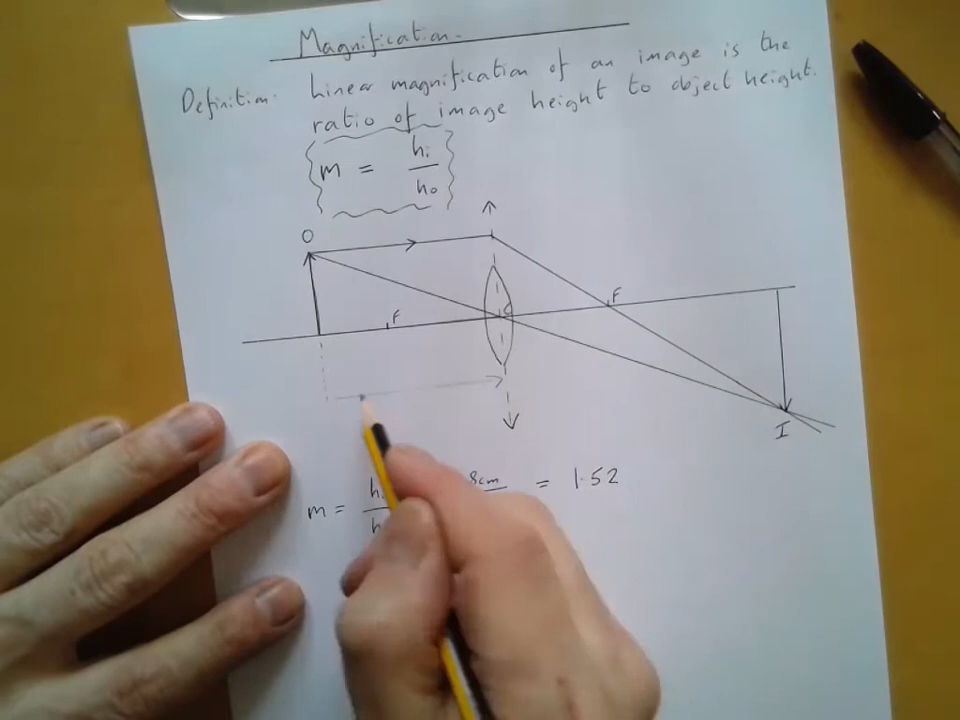 Magnification.
Definition: Linear magnification of an image is the
ratio of image height to object height.
m = hi
ho
O
F
C
F
I
m = h 8cm = 1.52
h